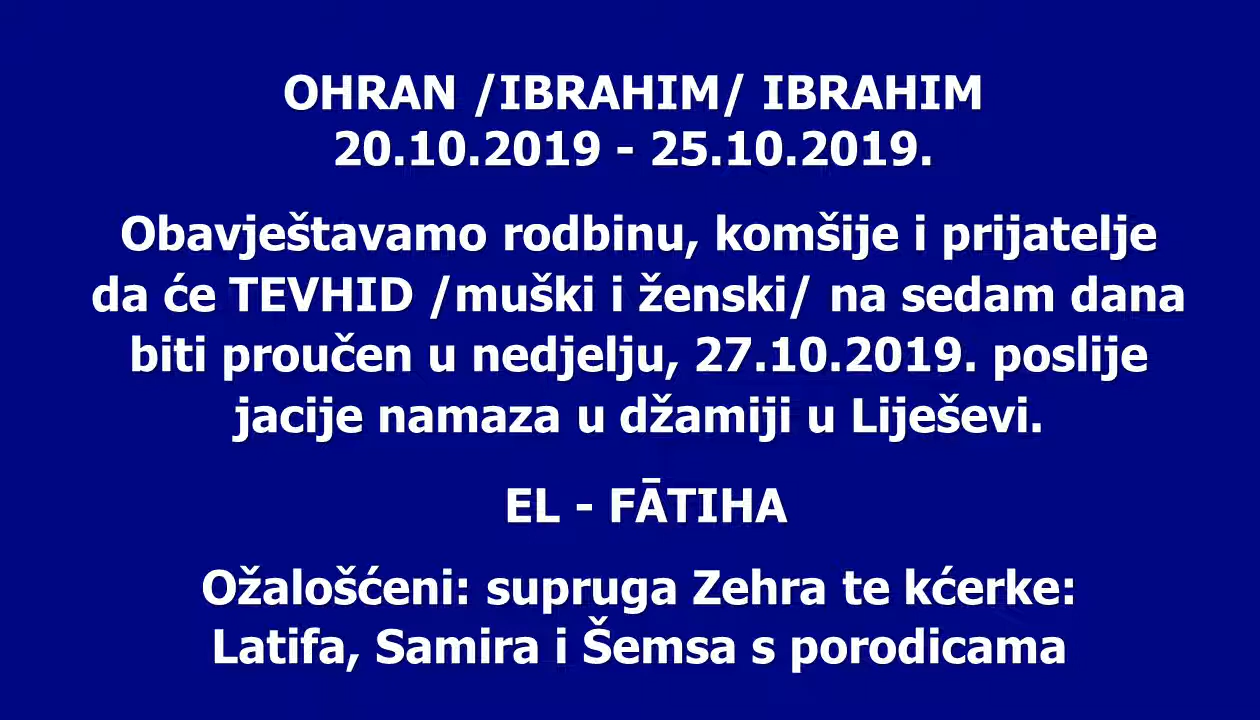 OHRAN /IBRAHIM/ IBRAHIM
20.10.2019 - 25.10.2019.
Obavještavamo rodbinu, komšije i prijatelje
da će TEVHID /muški i ženski/ na sedam dana
biti proučen u nedjelju, 27.10.2019. poslije
jacije namaza u džamiji u Liješevi.
EL - FĀTIHA
Ožalošćeni: supruga Zehra te kćerke:
Latifa, Samira i Šemsa s porodicama